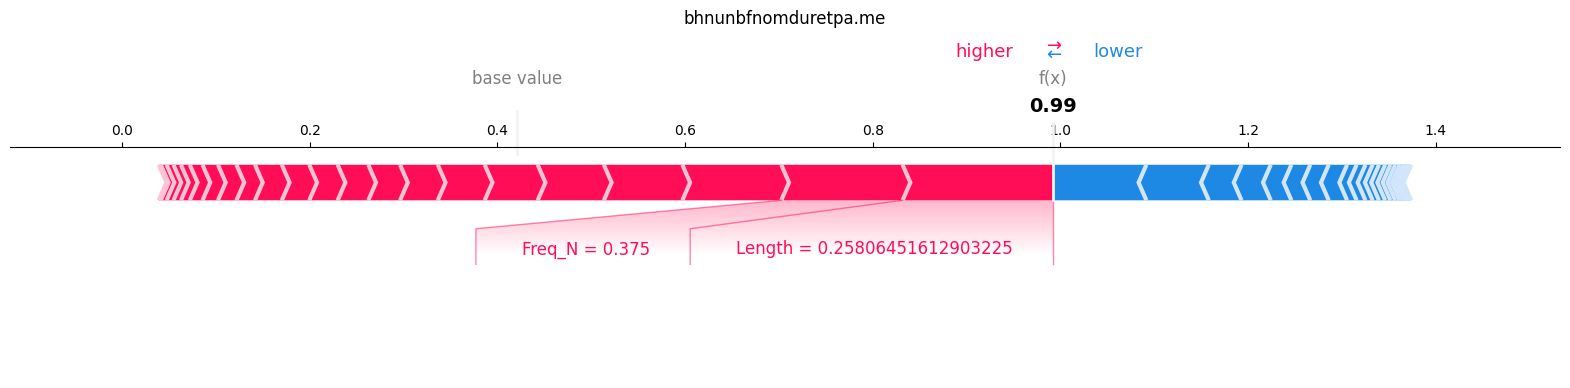 bhnunbfnomduretpa.me
higher ⇄ lower
base value f(x)
0.99
0.0 0.2 0.4 0.6 0.8 1.0 1.2 1.4
Freq_N = 0.375 Length = 0.25806451612903225